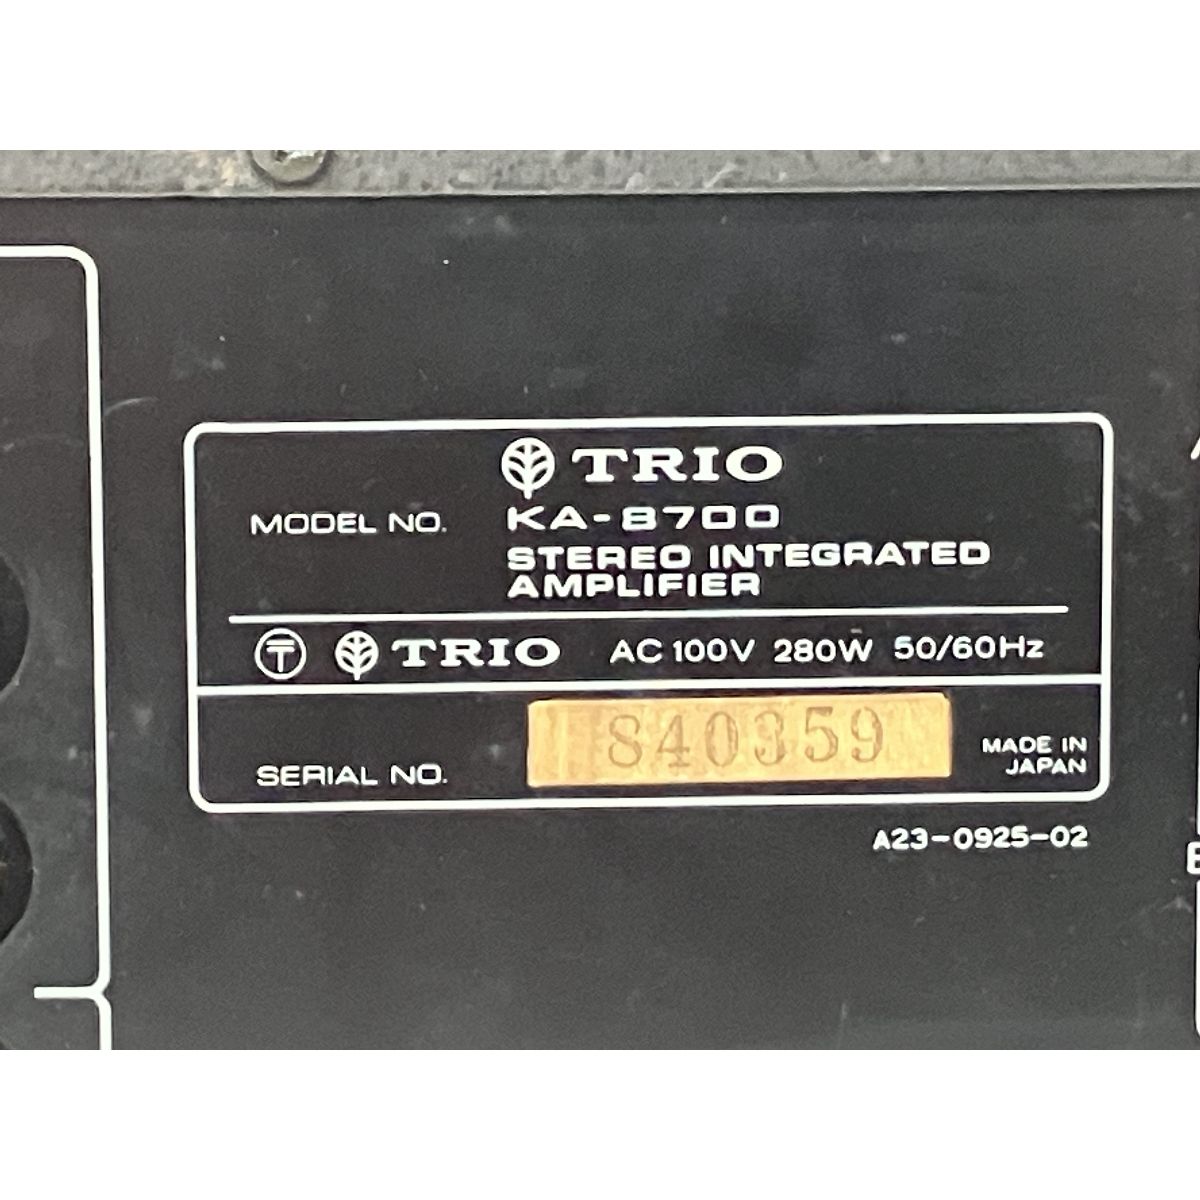 TRIO
MODEL NO. KA-8700
STEREO INTEGRATED
AMPLIFIER
TRIO AC 100V 280W 50/60Hz
SERIAL NO. 840359 MADE IN
JAPAN
A23-0925-02